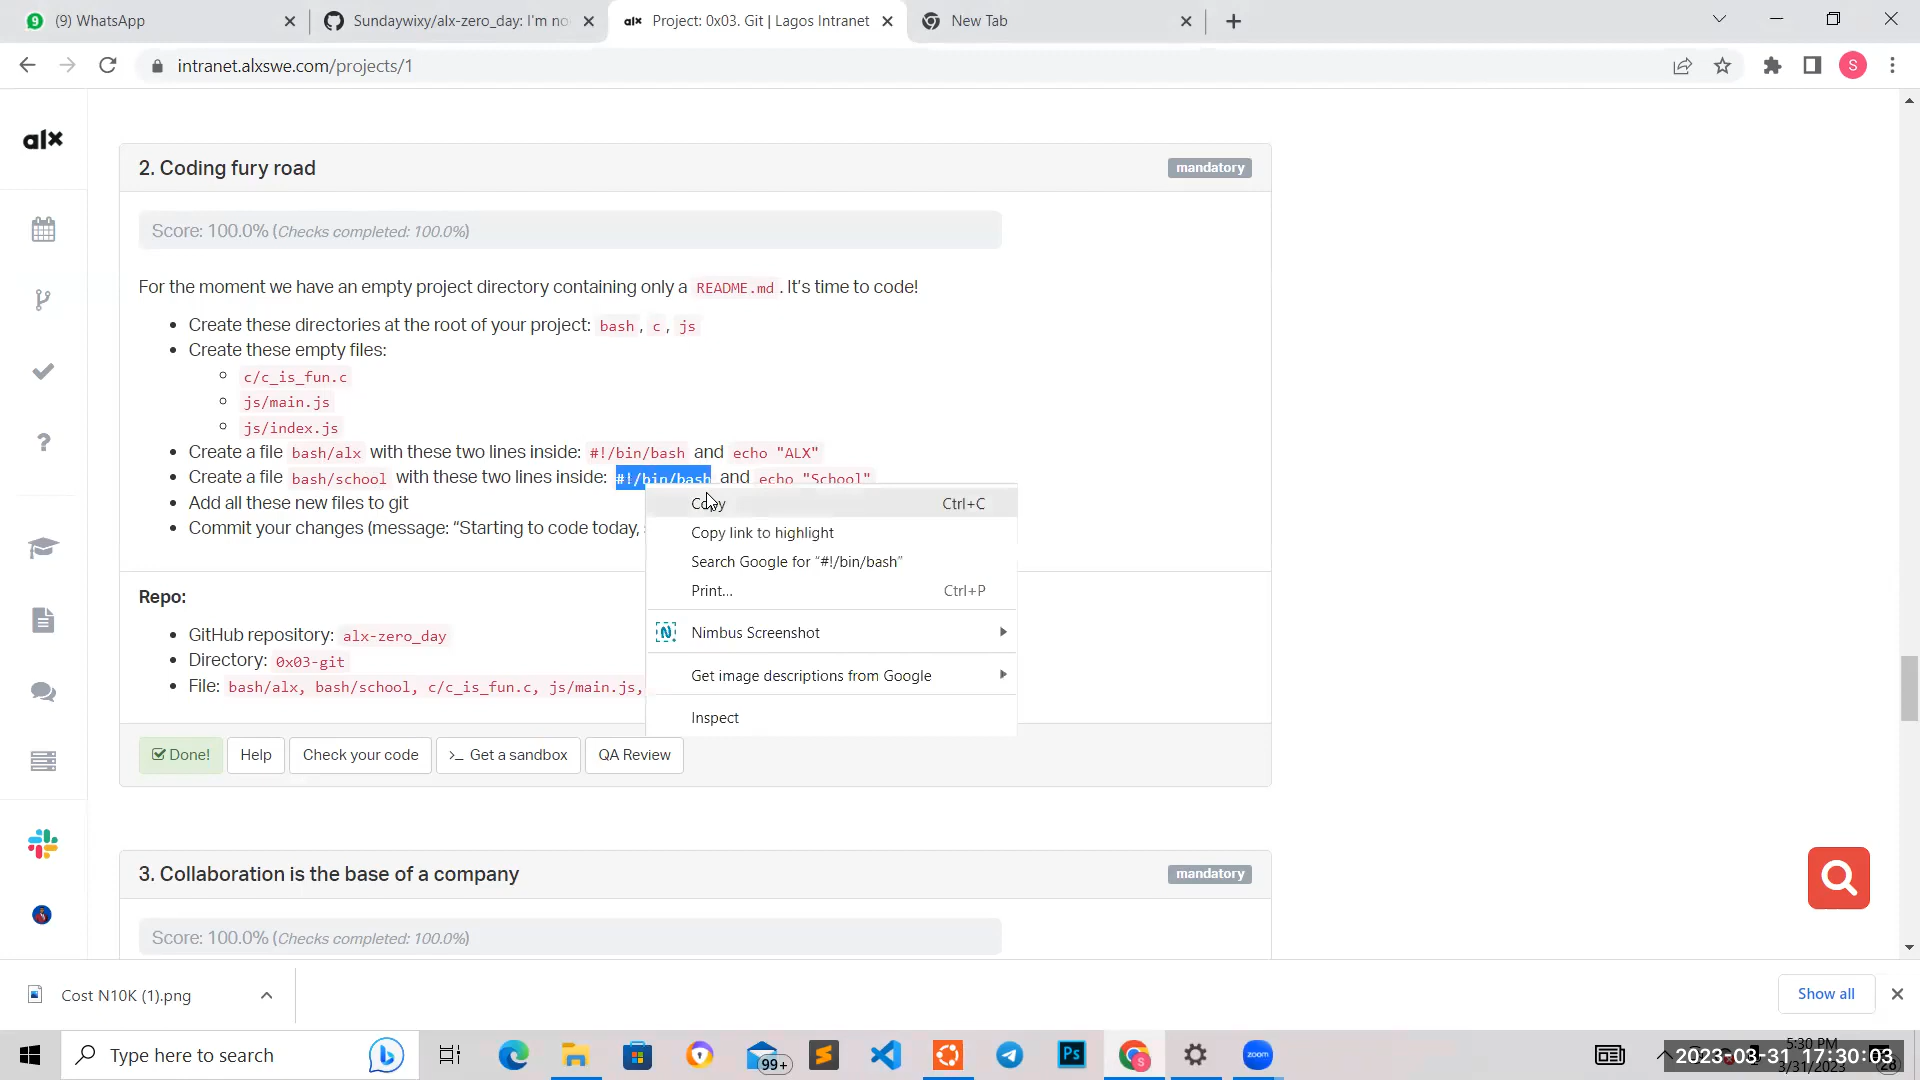 (9) WhatsApp
Sundaywixy/alx-zero_day: I'm no
alx Project: 0x03. Git | Lagos Intranet
New Tab
intranet.alxswe.com/projects/1
S
alx
2. Coding fury road
mandatory
Score: 100.0% (Checks completed: 100.0%)
For the moment we have an empty project directory containing only a README.md . It's time to code!
Create these directories at the root of your project: bash , c , js
Create these empty files:
c/c_is_fun.c
js/main.js
js/index.js
Create a file bash/alx with these two lines inside: #!/bin/bash and echo "ALX"
Create a file bash/school with these two lines inside: #!/bin/bash and echo "School"
Add all these new files to git
Commit your changes (message: “Starting to code today,
Copy Ctrl+C
Copy link to highlight
Search Google for “#!/bin/bash”
Print... Ctrl+P
Nimbus Screenshot
Get image descriptions from Google
Inspect
Repo:
GitHub repository: alx-zero_day
Directory: 0x03-git
File: bash/alx, bash/school, c/c_is_fun.c, js/main.js,
Done!
Help
Check your code
>_ Get a sandbox
QA Review
3. Collaboration is the base of a company
mandatory
Score: 100.0% (Checks completed: 100.0%)
Cost N10K (1).png
Show all
Type here to search
99+
Ps
zoom
5:30 PM
2023-03-31 17:30:03
3/31/2023
28